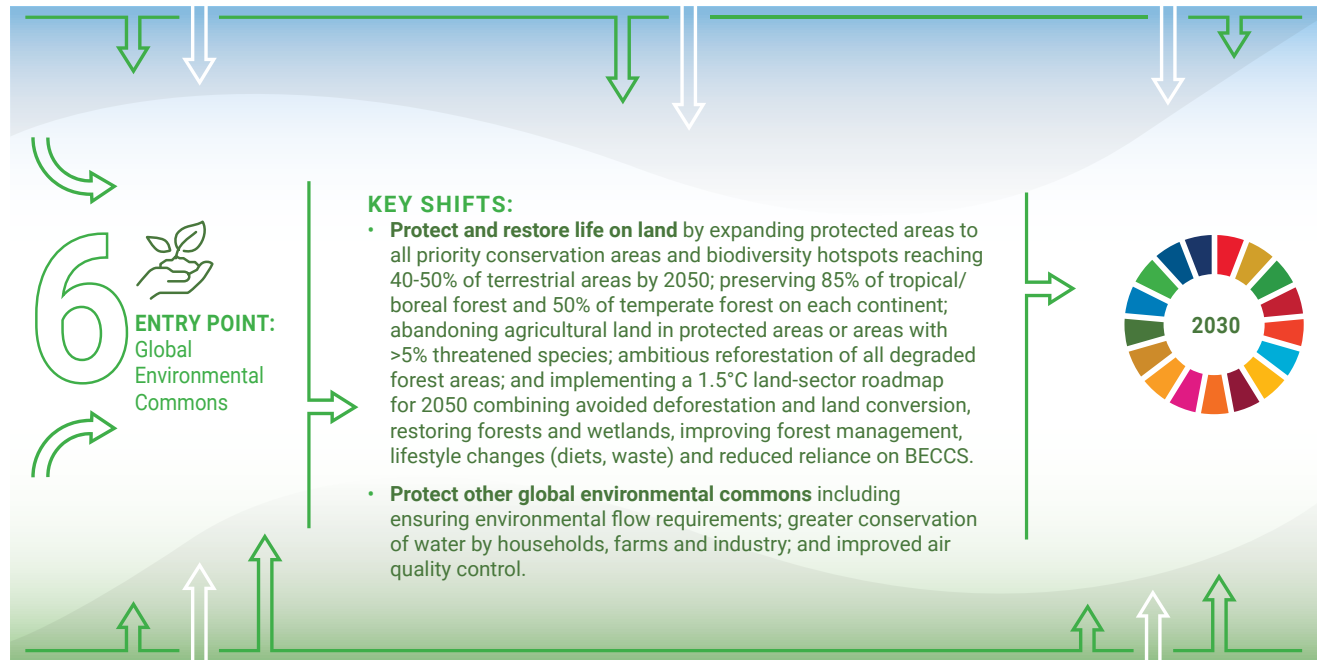 6
ENTRY POINT:
Global
Environmental
Commons
KEY SHIFTS:
• Protect and restore life on land by expanding protected areas to
all priority conservation areas and biodiversity hotspots reaching
40-50% of terrestrial areas by 2050; preserving 85% of tropical/
boreal forest and 50% of temperate forest on each continent;
abandoning agricultural land in protected areas or areas with
>5% threatened species; ambitious reforestation of all degraded
forest areas; and implementing a 1.5°C land-sector roadmap
for 2050 combining avoided deforestation and land conversion,
restoring forests and wetlands, improving forest management,
lifestyle changes (diets, waste) and reduced reliance on BECCS.
• Protect other global environmental commons including
ensuring environmental flow requirements; greater conservation
of water by households, farms and industry; and improved air
quality control.
2030